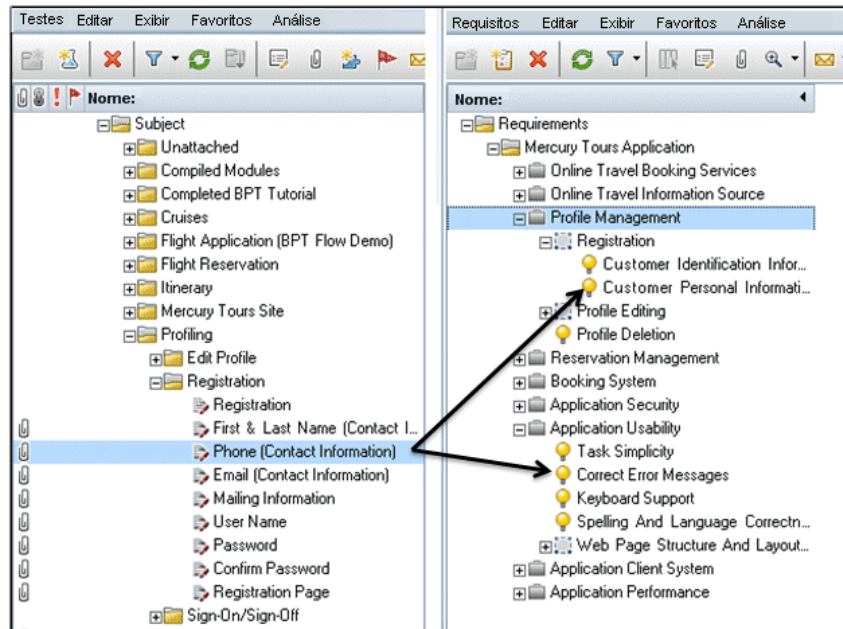 Testes Editar Exibir Favoritos Análise
Nome:
Subject
Unattached
Compiled Modules
Completed BPT Tutorial
Cruises
Flight Application (BPT Flow Demo)
Flight Reservation
Itinerary
Mercury Tours Site
Profiling
Edit Profile
Registration
Registration
First & Last Name (Contact I...
Phone (Contact Information)
Email (Contact Information)
Mailing Information
User Name
Password
Confirm Password
Registration Page
Sign-On/Sign-Off
Requisitos Editar Exibir Favoritos Análise
Nome:
Requirements
Mercury Tours Application
Online Travel Booking Services
Online Travel Information Source
Profile Management
Registration
Customer Identification Infor...
Customer Personal Informati...
Profile Editing
Profile Deletion
Reservation Management
Booking System
Application Security
Application Usability
Task Simplicity
Correct Error Messages
Keyboard Support
Spelling And Language Correctn...
Web Page Structure And Layout...
Application Client System
Application Performance